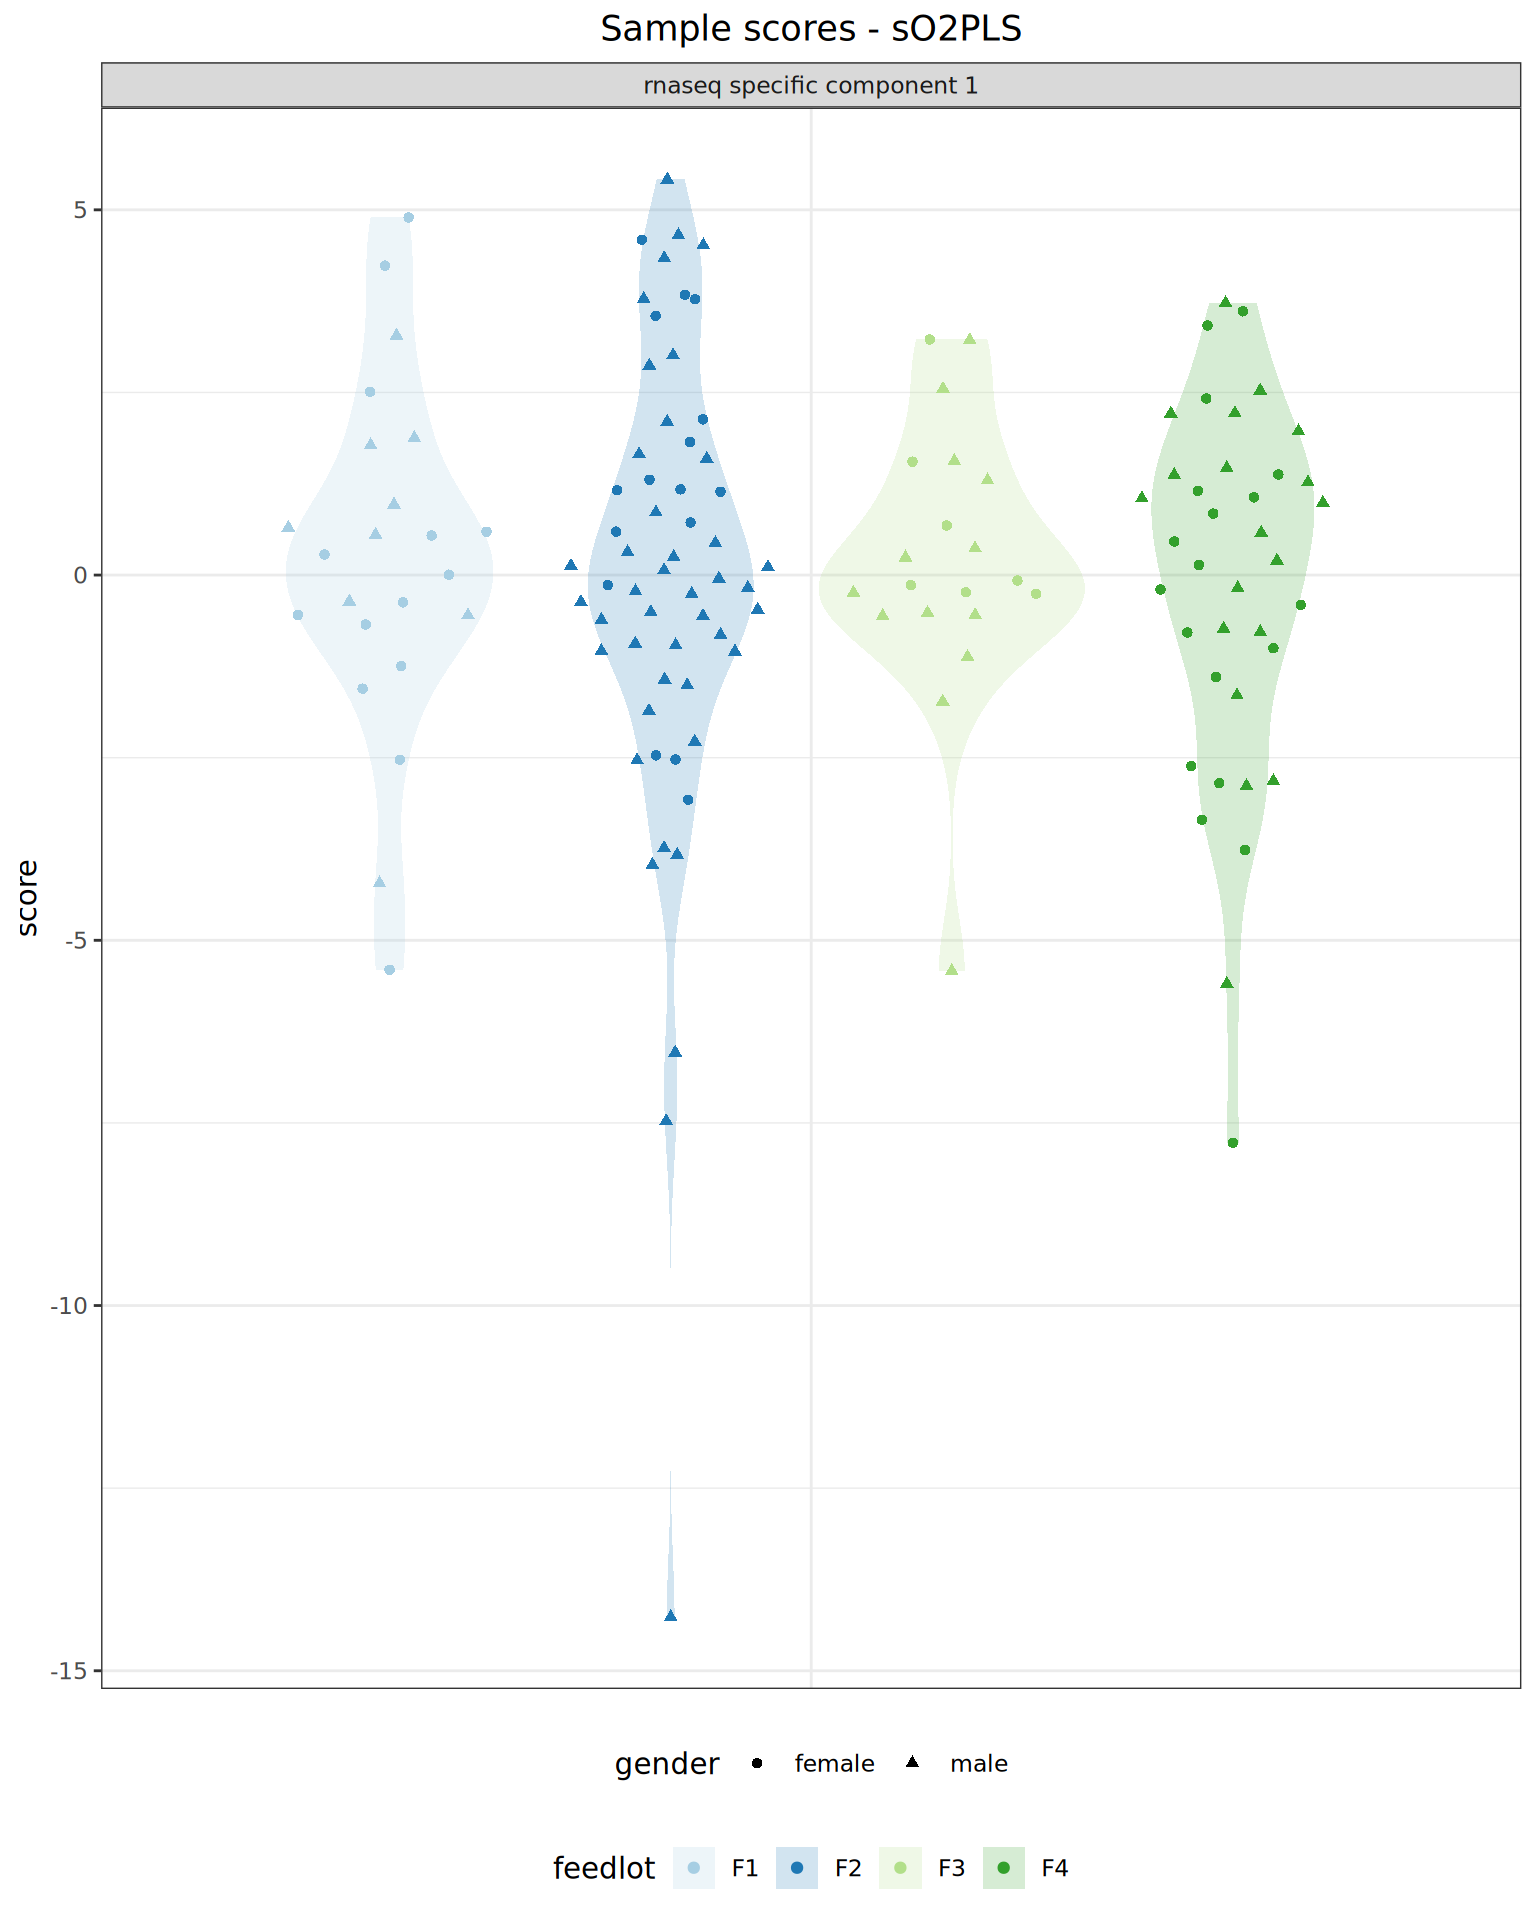 Sample scores - sO2PLS
rnaseq specific component 1
5
0
-5
-10
-15
score
gender female male
feedlot F1 F2 F3 F4